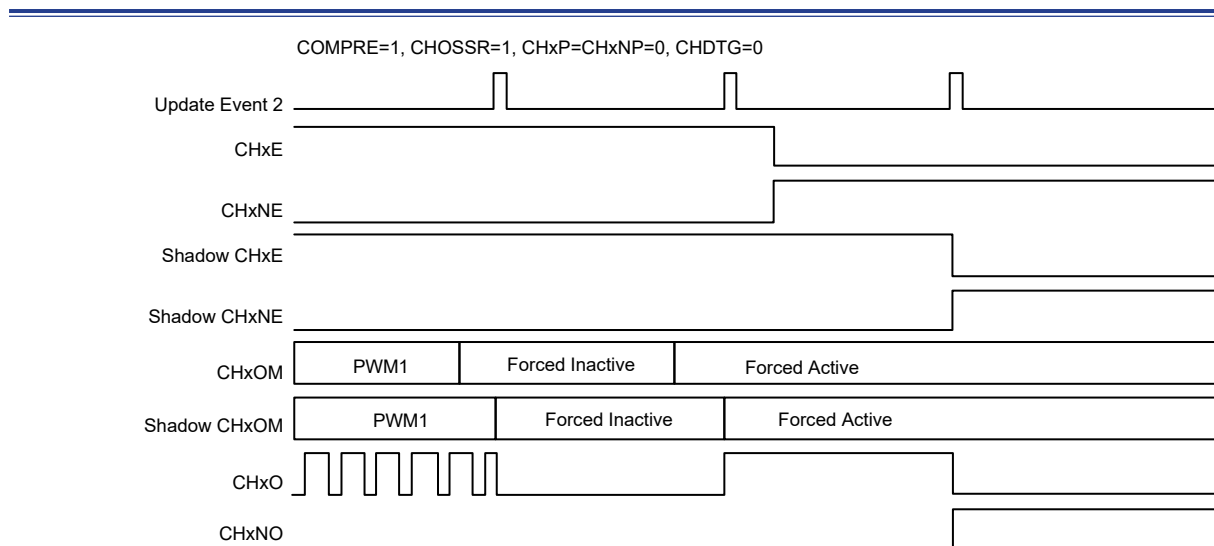 COMPRE=1, CHOSSR=1, CHxP=CHxNP=0, CHDTG=0
Update Event 2
CHxE
CHxNE
Shadow CHxE
Shadow CHxNE
CHxOM PWM1 Forced Inactive Forced Active
Shadow CHxOM PWM1 Forced Inactive Forced Active
CHxO
CHxNO